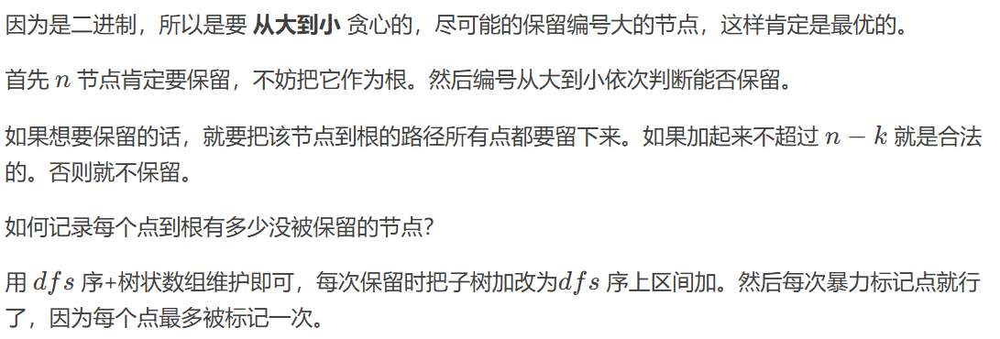 因为是二进制，所以是要 从大到小 贪心的，尽可能的保留编号大的节点，这样肯定是最优的。
首先 n 节点肯定要保留，不妨把它作为根。然后编号从大到小依次判断能否保留。
如果想要保留的话，就要把该节点到根的路径所有点都要留下来。如果加起来不超过 n − k 就是合法
的。否则就不保留。
如何记录每个点到根有多少没被保留的节点？
用 dfs 序+树状数组维护即可，每次保留时把子树加改为dfs 序上区间加。然后每次暴力标记点就行
了，因为每个点最多被标记一次。